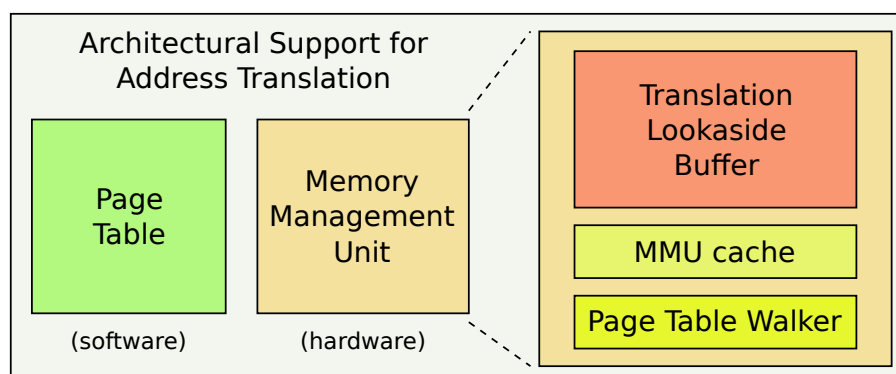 Architectural Support for
Address Translation
Page
Table
(software)
Memory
Management
Unit
(hardware)
Translation
Lookaside
Buffer
MMU cache
Page Table Walker